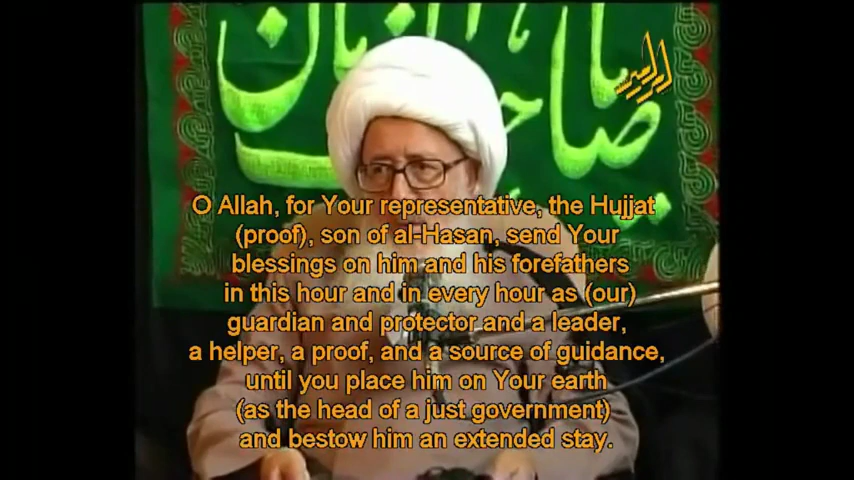 یا صاحب الزمان
O Allah, for Your representative, the Hujjat
(proof), son of al-Hasan, send Your
blessings on him and his forefathers
in this hour and in every hour as (our)
guardian and protector and a leader,
a helper, a proof, and a source of guidance,
until you place him on Your earth
(as the head of a just government)
and bestow him an extended stay.